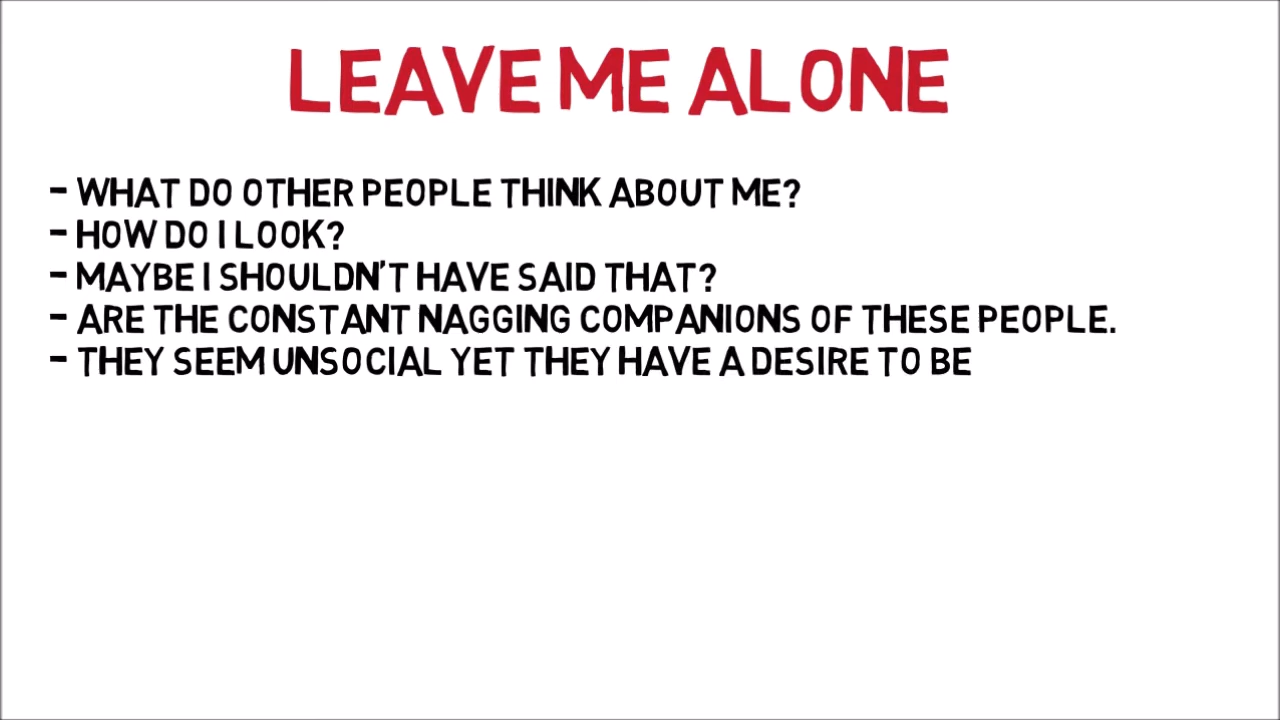 LEAVE ME ALONE
- WHAT DO OTHER PEOPLE THINK ABOUT ME?
- HOW DO I LOOK?
- MAYBE I SHOULDN'T HAVE SAID THAT?
- ARE THE CONSTANT NAGGING COMPANIONS OF THESE PEOPLE.
- THEY SEEM UNSOCIAL YET THEY HAVE A DESIRE TO BE